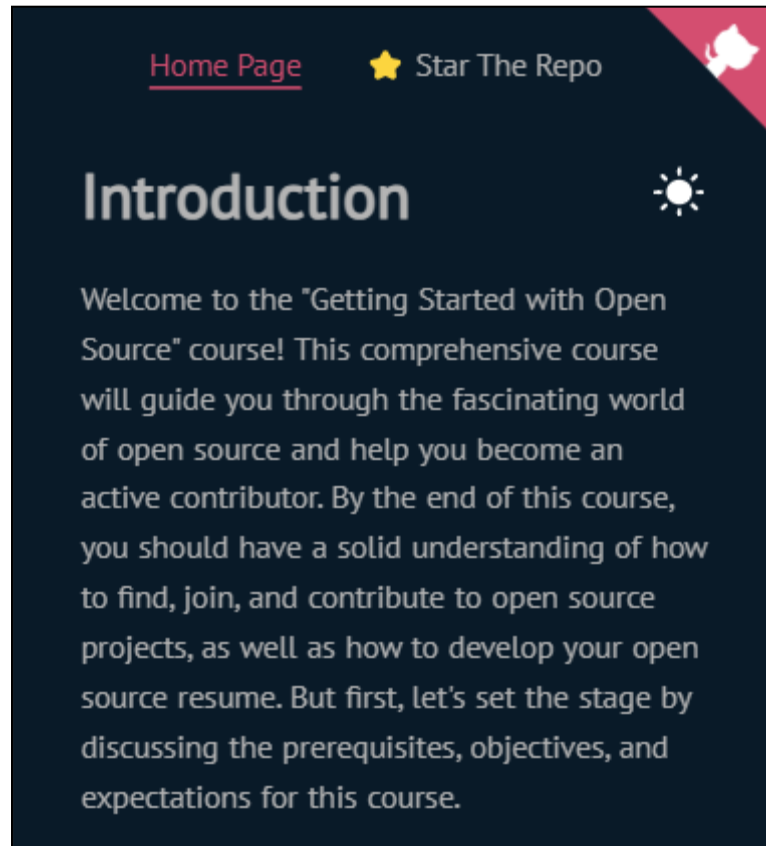 Home Page ⭐ Star The Repo
Introduction
Welcome to the "Getting Started with Open
Source" course! This comprehensive course
will guide you through the fascinating world
of open source and help you become an
active contributor. By the end of this course,
you should have a solid understanding of how
to find, join, and contribute to open source
projects, as well as how to develop your open
source resume. But first, let's set the stage by
discussing the prerequisites, objectives, and
expectations for this course.